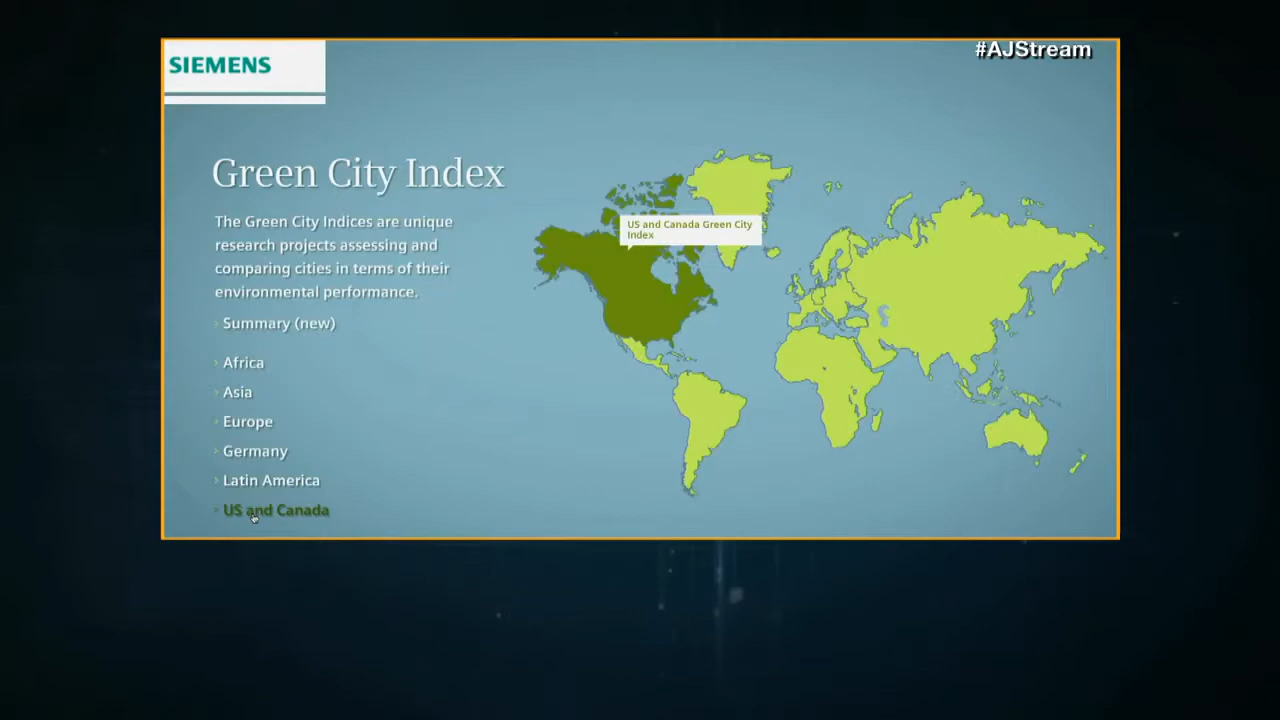 SIEMENS
#AJStream
Green City Index
The Green City Indices are unique
research projects assessing and
comparing cities in terms of their
environmental performance.
Summary (new)
Africa
Asia
Europe
Germany
Latin America
US and Canada
US and Canada Green City
Index